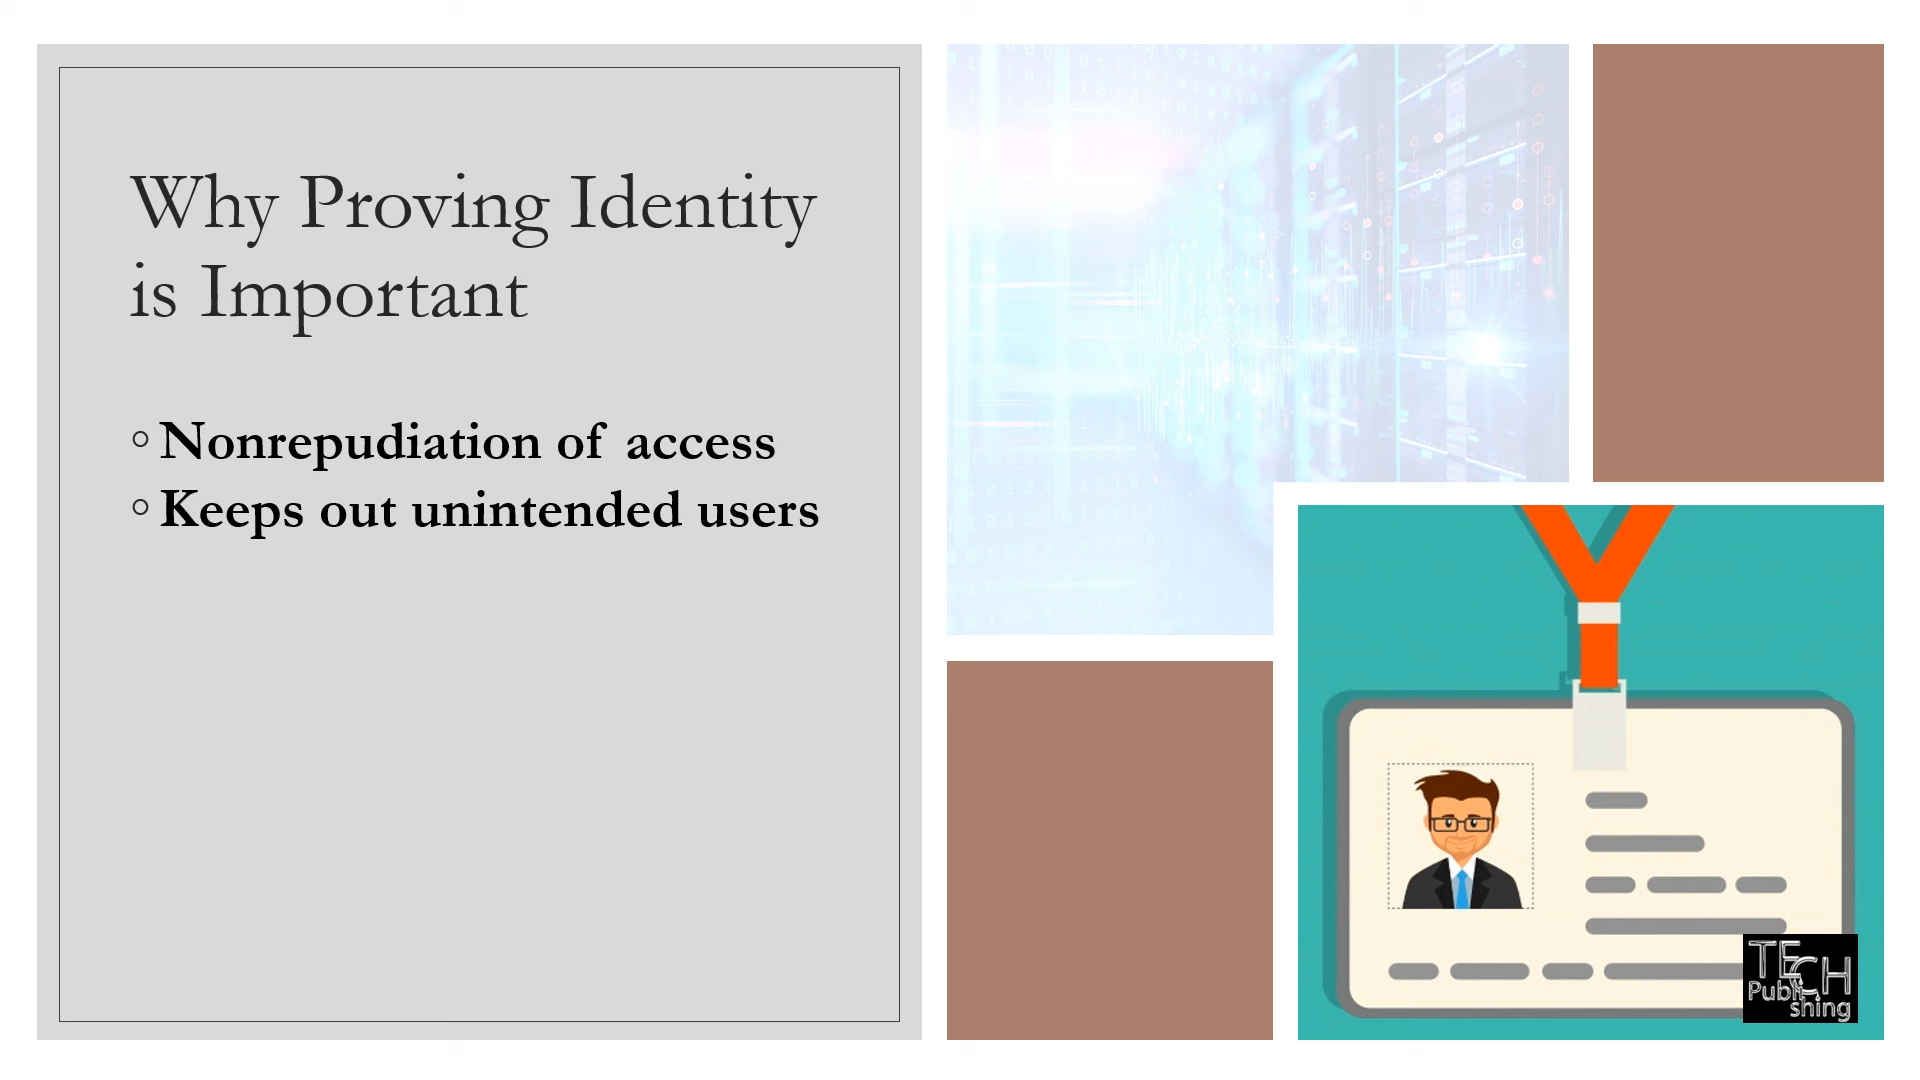 Why Proving Identity
is Important
◦ Nonrepudiation of access
◦ Keeps out unintended users
TECH
Publishing